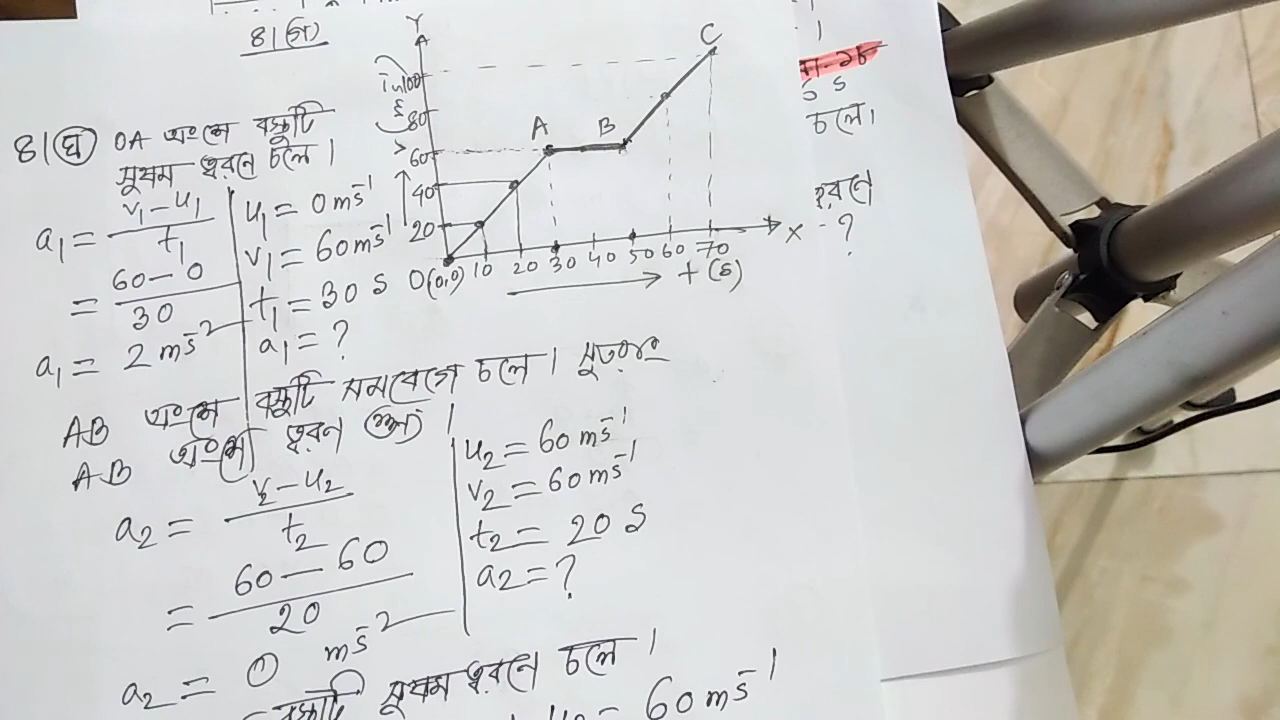 ৪।(গ)
Y
C
100
80
A B
60
40
20
O(0,0) 10 20 30 40 50 60 70 X
t (s)
৪।(ঘ) OA অংশে বস্তুটি
সুষম ত্বরণে চলে।
a₁ = v₁ - u₁ / t₁
= 60 - 0 / 30
a₁ = 2 ms⁻²
u₁ = 0 ms⁻¹
v₁ = 60 ms⁻¹
t₁ = 30 s
a₁ = ?
AB অংশে বস্তুটি সমবেগে চলে। সুতরাং
AB অংশে ত্বরণ শূন্য।
a₂ = v₂ - u₂ / t₂
= 60 - 60 / 20
a₂ = 0 ms⁻²
u₂ = 60 ms⁻¹
v₂ = 60 ms⁻¹
t₂ = 20 s
a₂ = ?
বস্তুটি সুষম ত্বরণে চলে।
= 60 ms⁻¹
s
চলে।
ত্বরণে
?